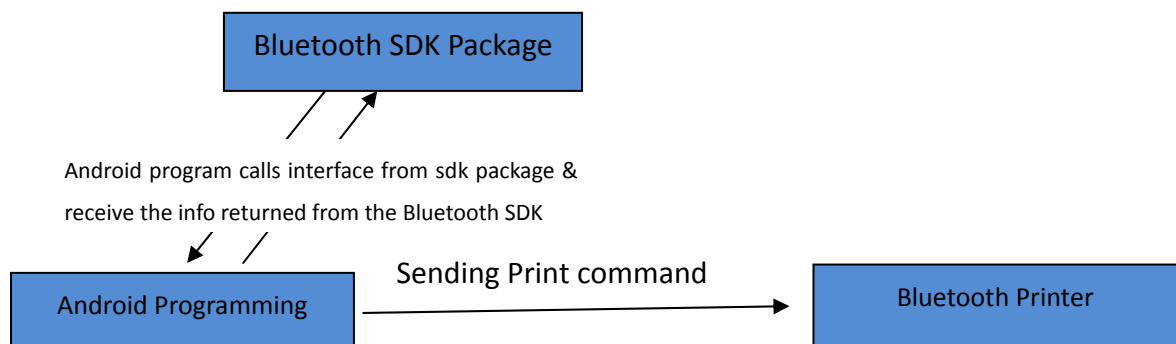 Bluetooth SDK Package
Android program calls interface from sdk package &
receive the info returned from the Bluetooth SDK
Sending Print command
Android Programming
Bluetooth Printer